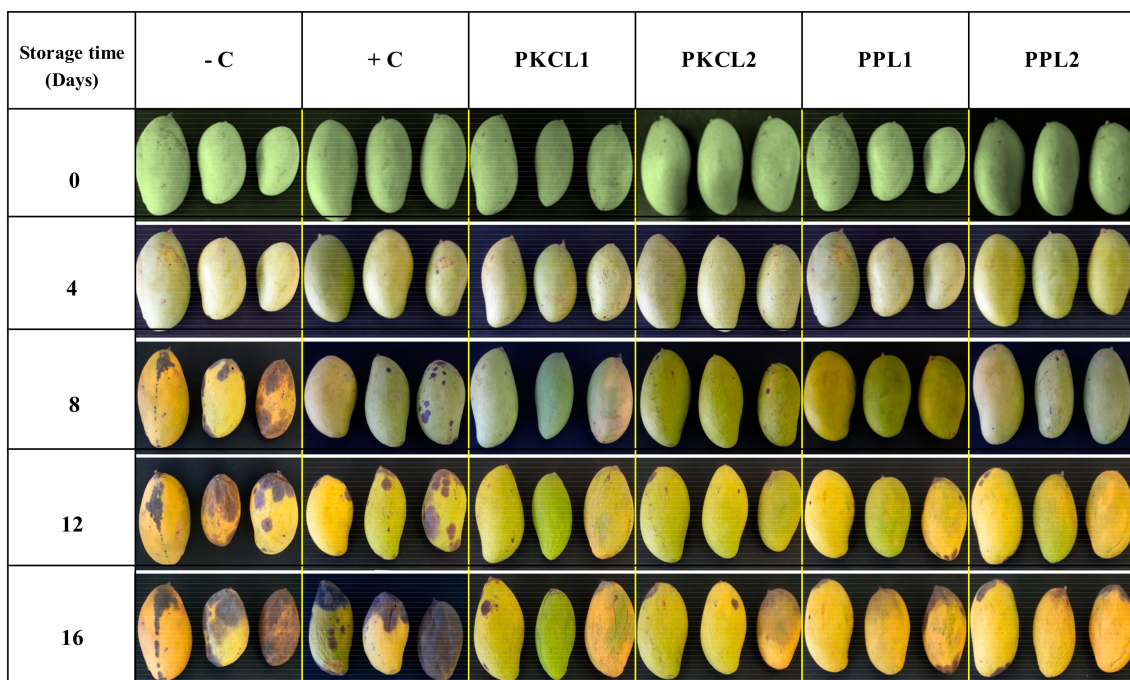 Storage time
(Days)
- C
+ C
PKCL1
PKCL2
PPL1
PPL2
0
4
8
12
16